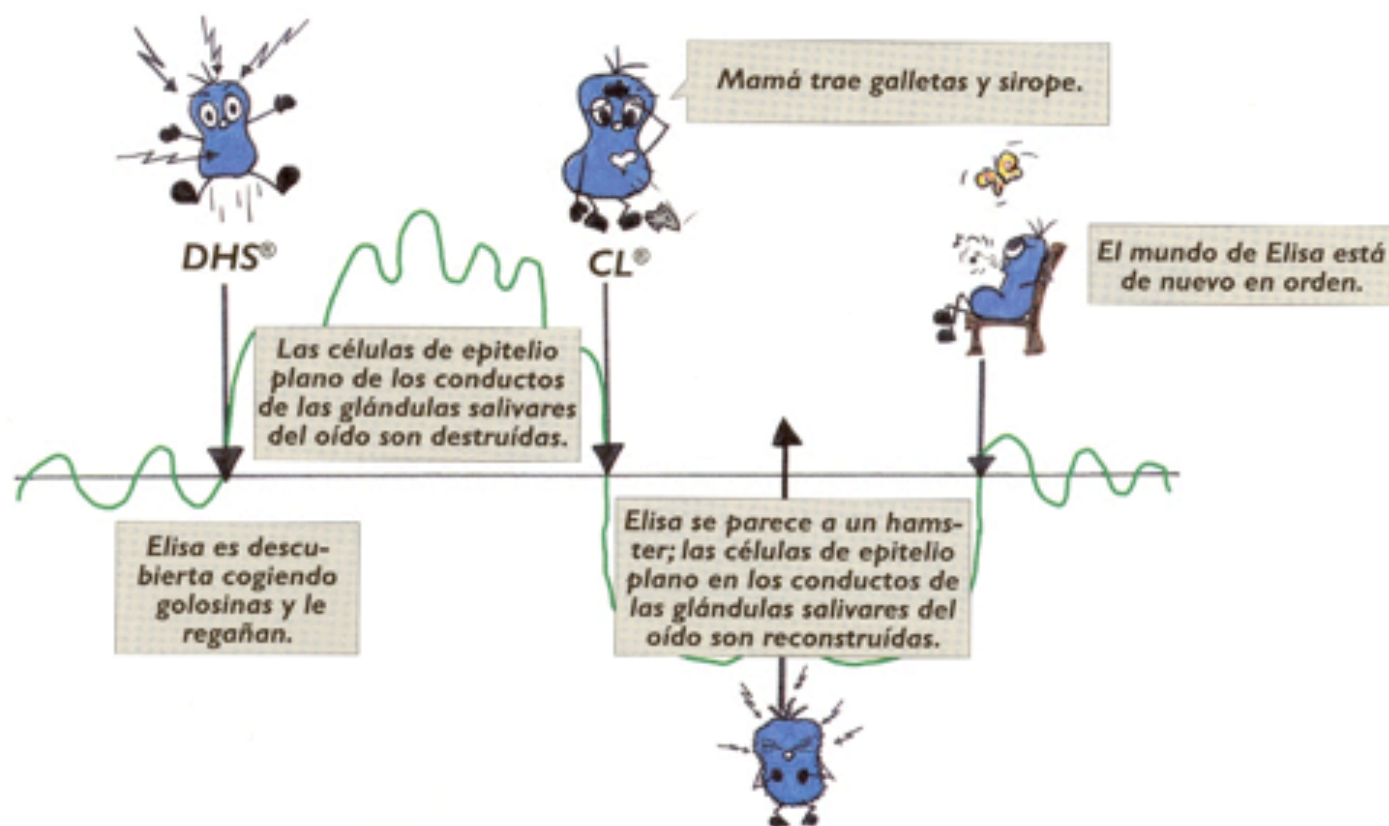 Mamá trae galletas y sirope.
DHS®
CL®
El mundo de Elisa está
de nuevo en orden.
Las células de epitelio
plano de los conductos
de las glándulas salivares
del oído son destruídas.
Elisa es descu-
bierta cogiendo
golosinas y le
regañan.
Elisa se parece a un hams-
ter; las células de epitelio
plano en los conductos de
las glándulas salivares del
oído son reconstruídas.